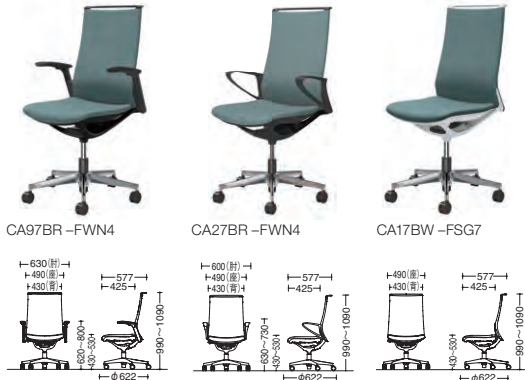 CA97BR –FWN4
CA27BR –FWN4
CA17BW –FSG7
630(肘)
490(座)
430(背)
577
425
620~800
430~530
990~1090
φ622
600(肘)
490(座)
430(背)
577
425
630~730
430~530
990~1090
φ622
490(座)
430(背)
577
425
430~530
990~1090
φ622